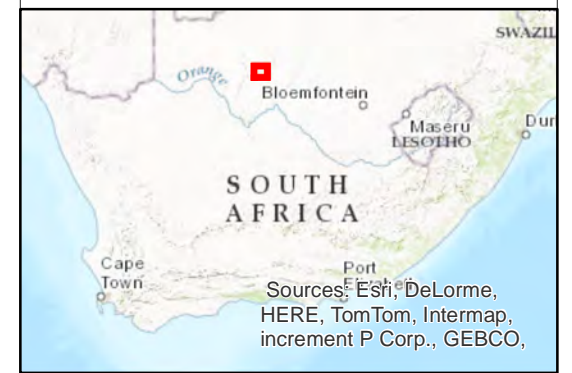 SWAZIL
Orange
Bloemfontein
Maseru
LESOTHO
Dur
SOUTH
AFRICA
Cape
Town
Port
Sources: Esri, DeLorme,
HERE, TomTom, Intermap,
increment P Corp., GEBCO,